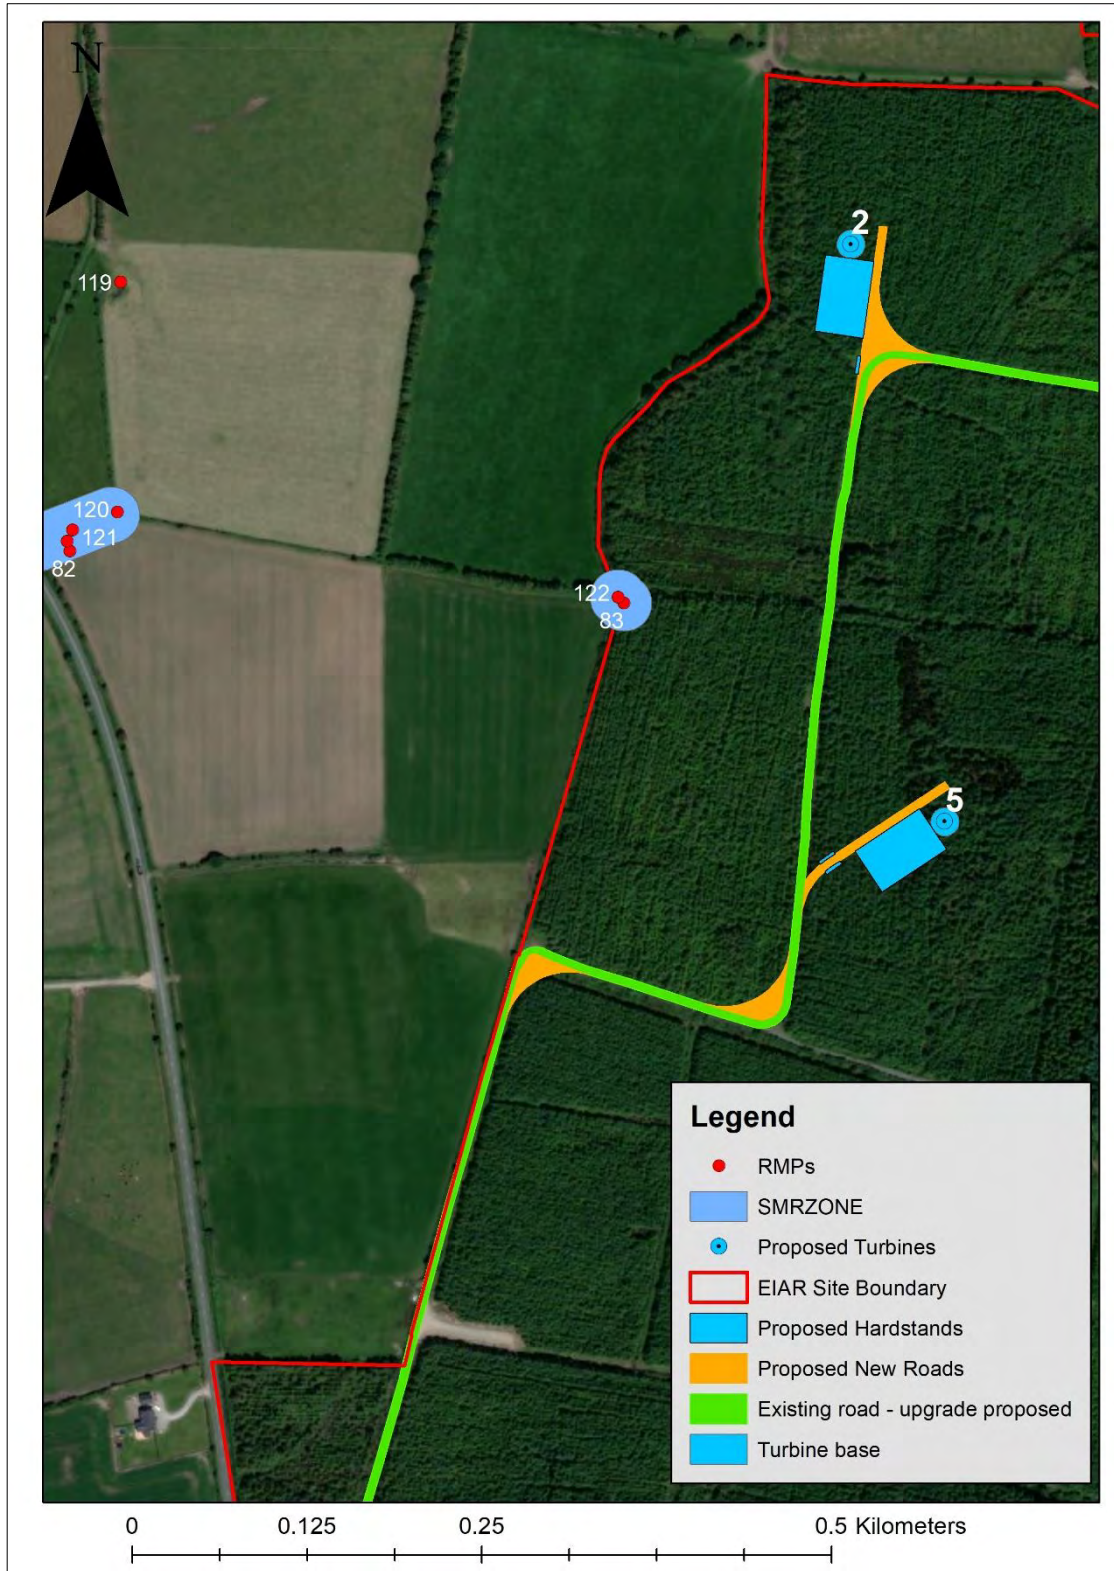 N
2
119
120
121
82
122
83
5
Legend
RMPs
SMRZONE
Proposed Turbines
EIAR Site Boundary
Proposed Hardstands
Proposed New Roads
Existing road - upgrade proposed
Turbine base
0 0.125 0.25 0.5 Kilometers